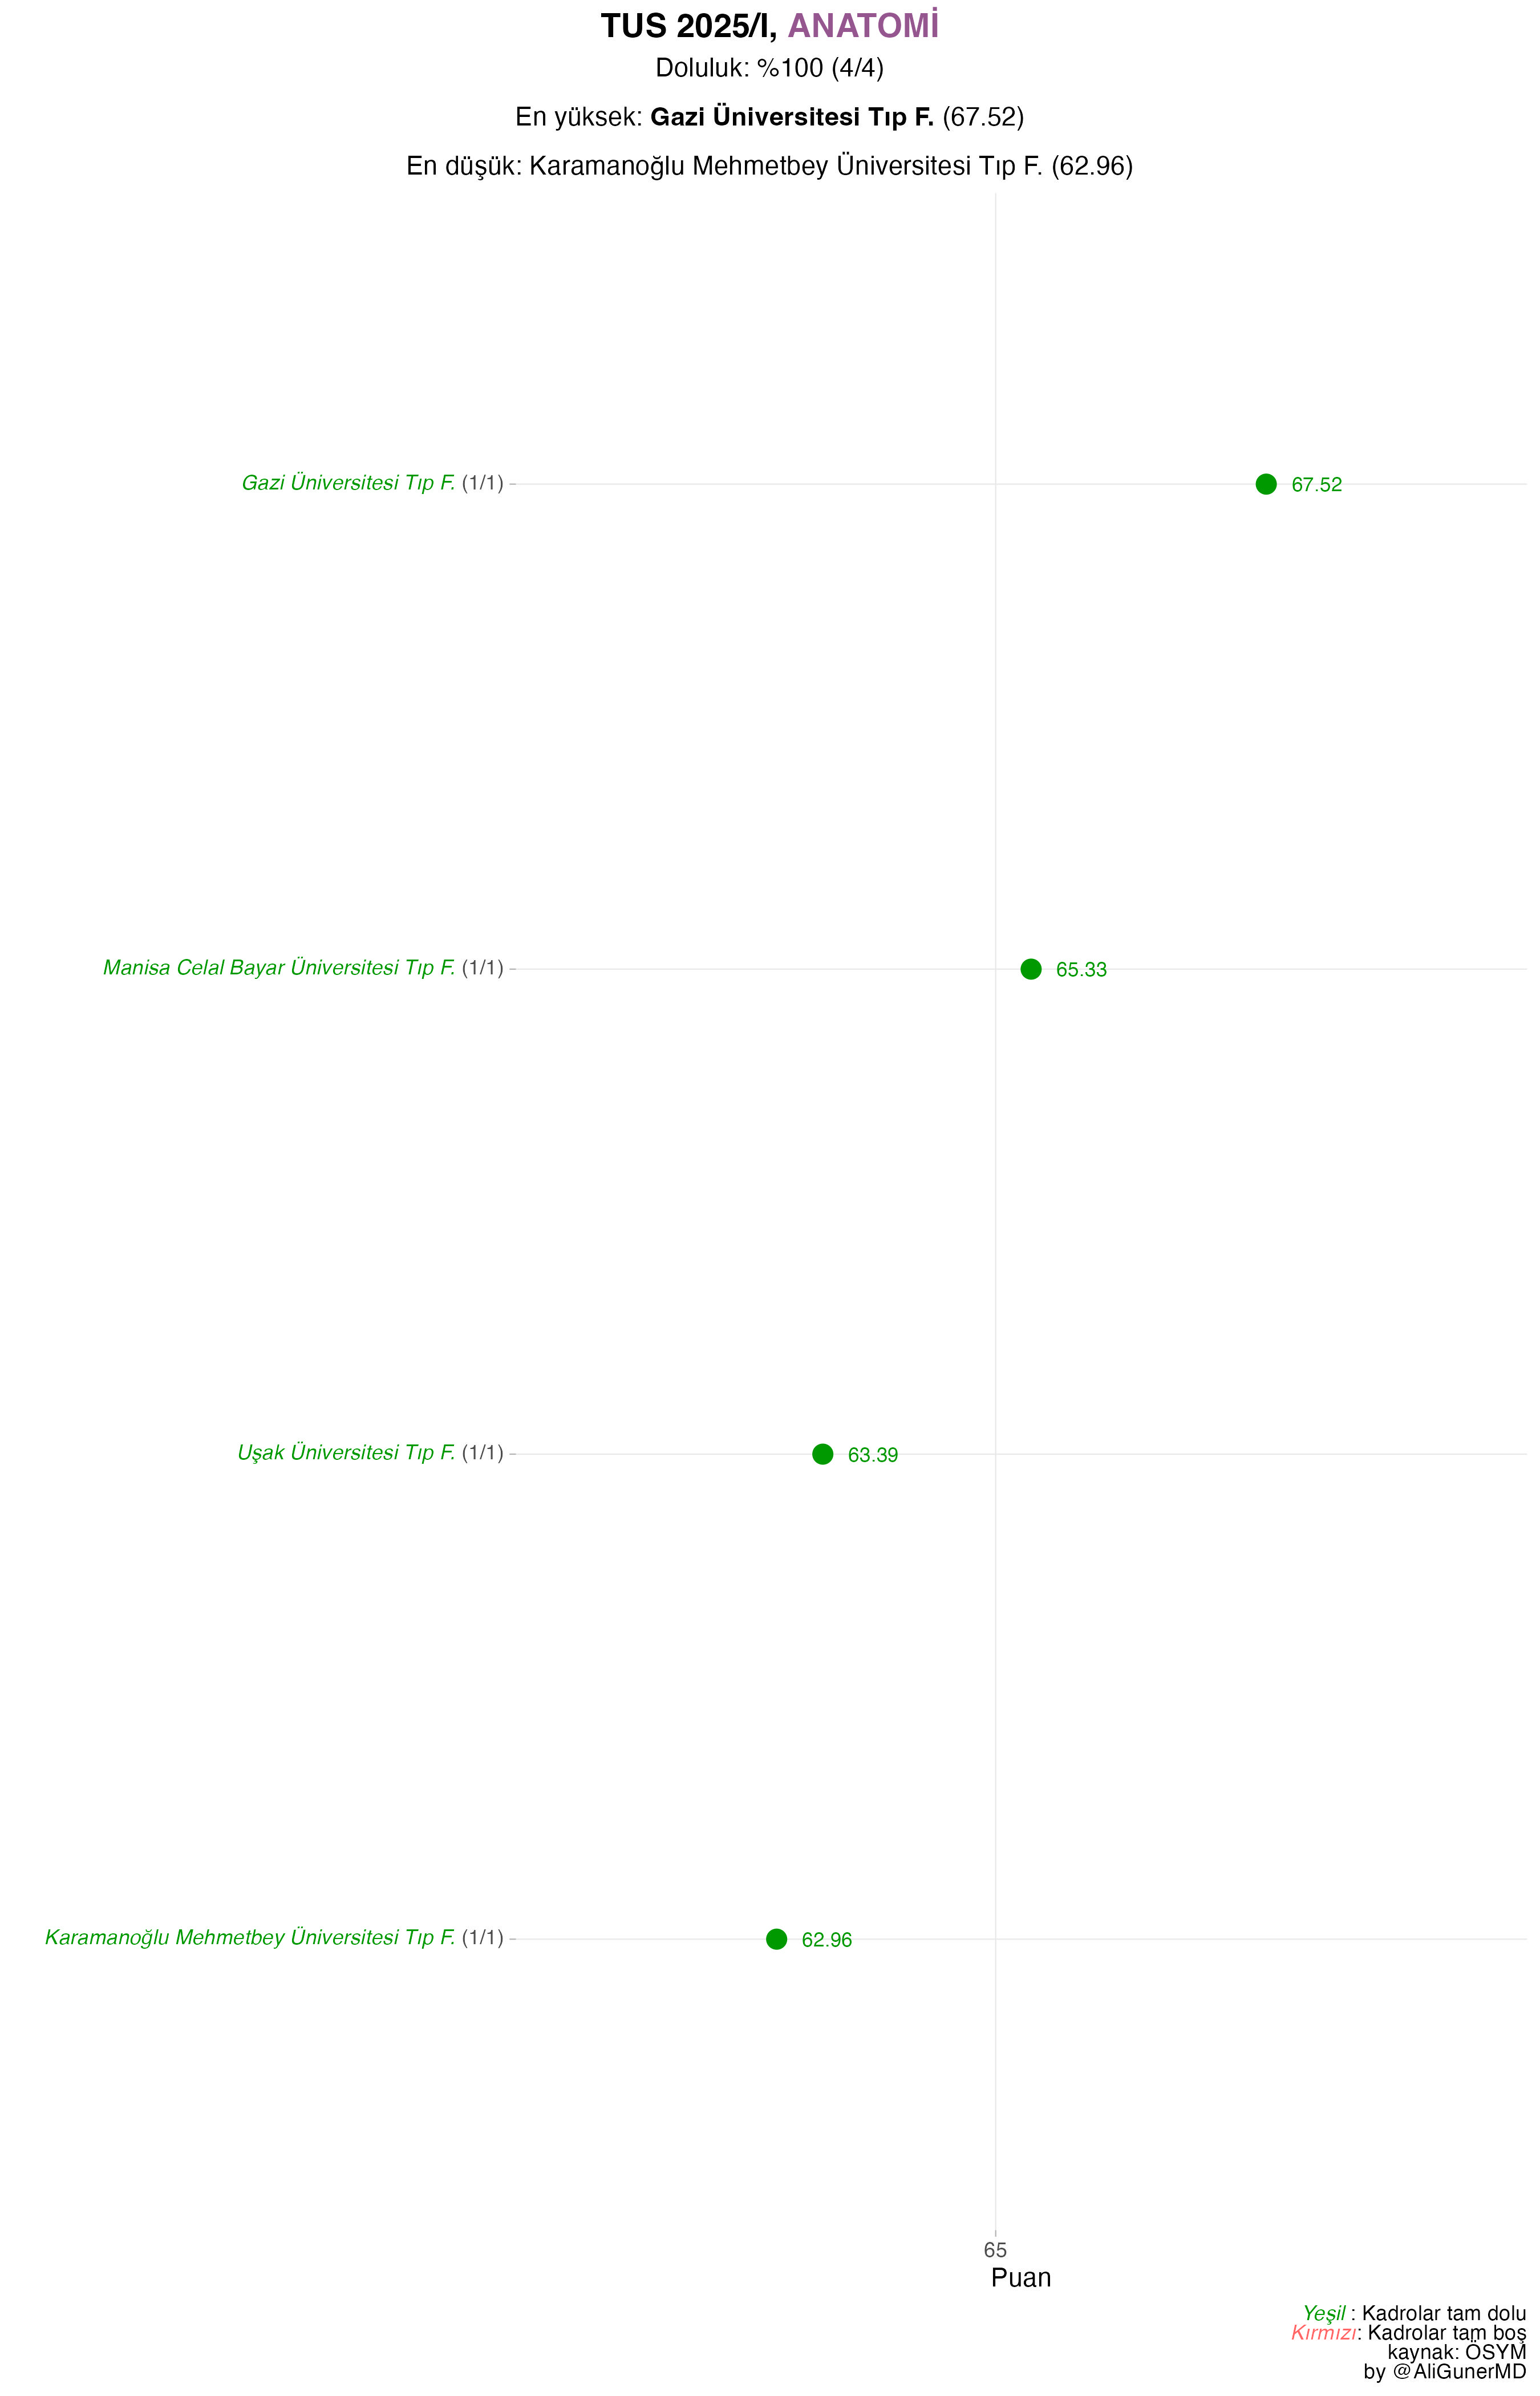 TUS 2025/I, ANATOMİ
Doluluk: %100 (4/4)
En yüksek: Gazi Üniversitesi Tıp F. (67.52)
En düşük: Karamanoğlu Mehmetbey Üniversitesi Tıp F. (62.96)
Gazi Üniversitesi Tıp F. (1/1) 67.52
Manisa Celal Bayar Üniversitesi Tıp F. (1/1) 65.33
Uşak Üniversitesi Tıp F. (1/1) 63.39
Karamanoğlu Mehmetbey Üniversitesi Tıp F. (1/1) 62.96
65
Puan
Yeşil : Kadrolar tam dolu
Kırmızı: Kadrolar tam boş
kaynak: ÖSYM
by @AliGunerMD